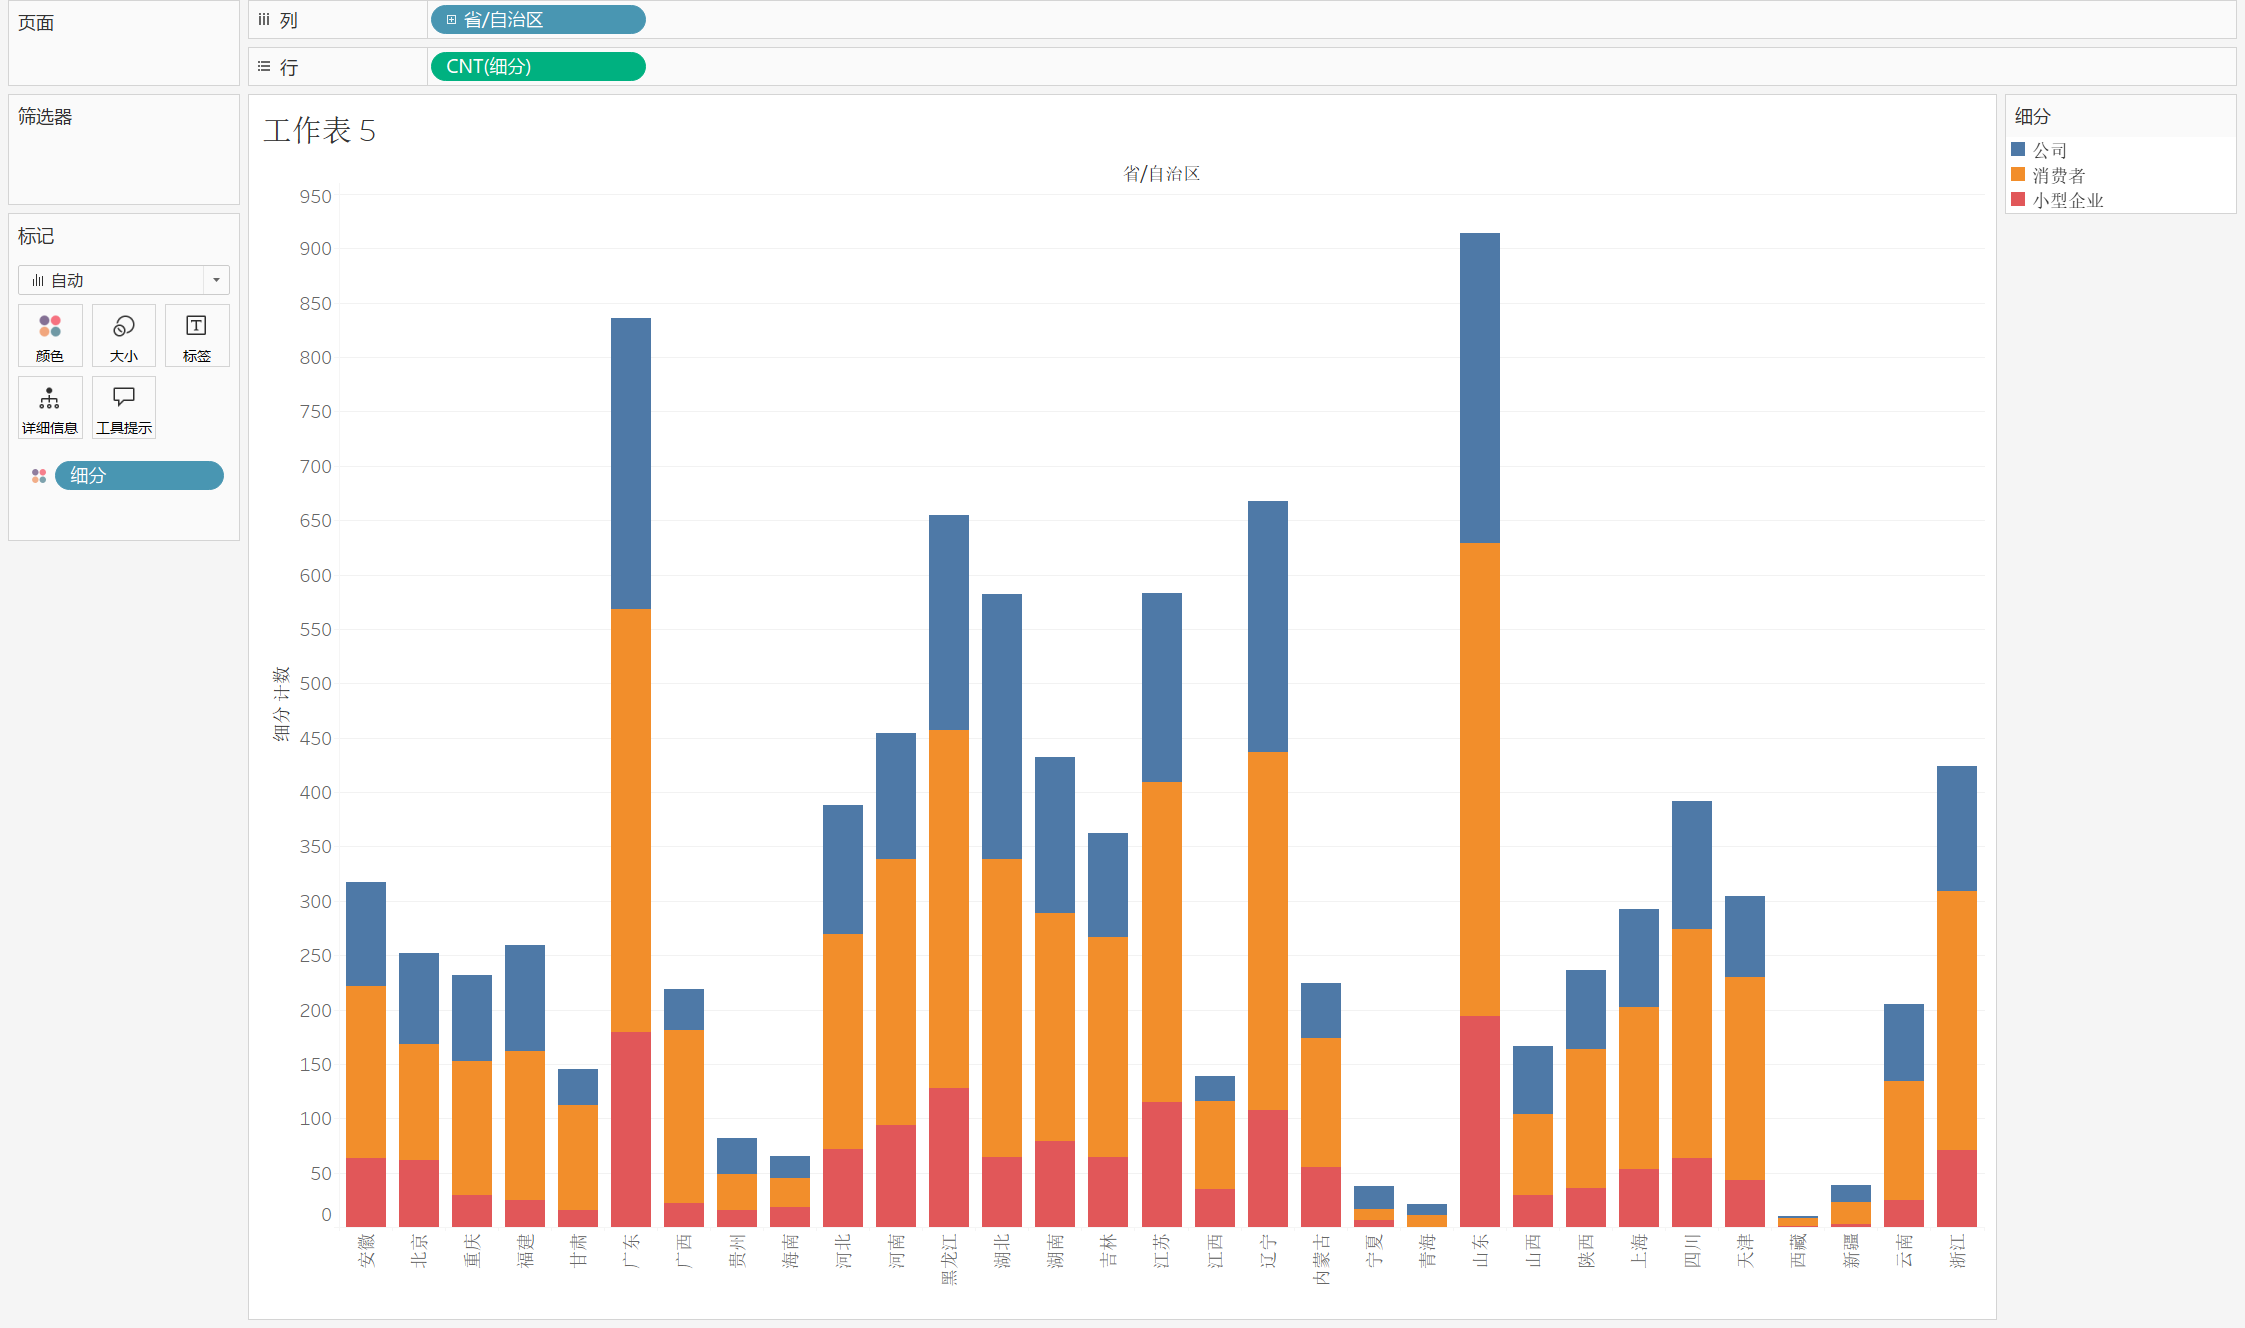 页面
列
省/自治区
行
CNT(细分)
筛选器
标记
自动
颜色
大小
标签
详细信息
工具提示
细分
工作表 5
省/自治区
细分 计数
950
900
850
800
750
700
650
600
550
500
450
400
350
300
250
200
150
100
50
0
安徽
北京
重庆
福建
甘肃
广东
广西
贵州
海南
河北
河南
黑龙江
湖北
湖南
吉林
江苏
江西
辽宁
内蒙古
宁夏
青海
山东
山西
陕西
上海
四川
天津
西藏
新疆
云南
浙江
细分
公司
消费者
小型企业